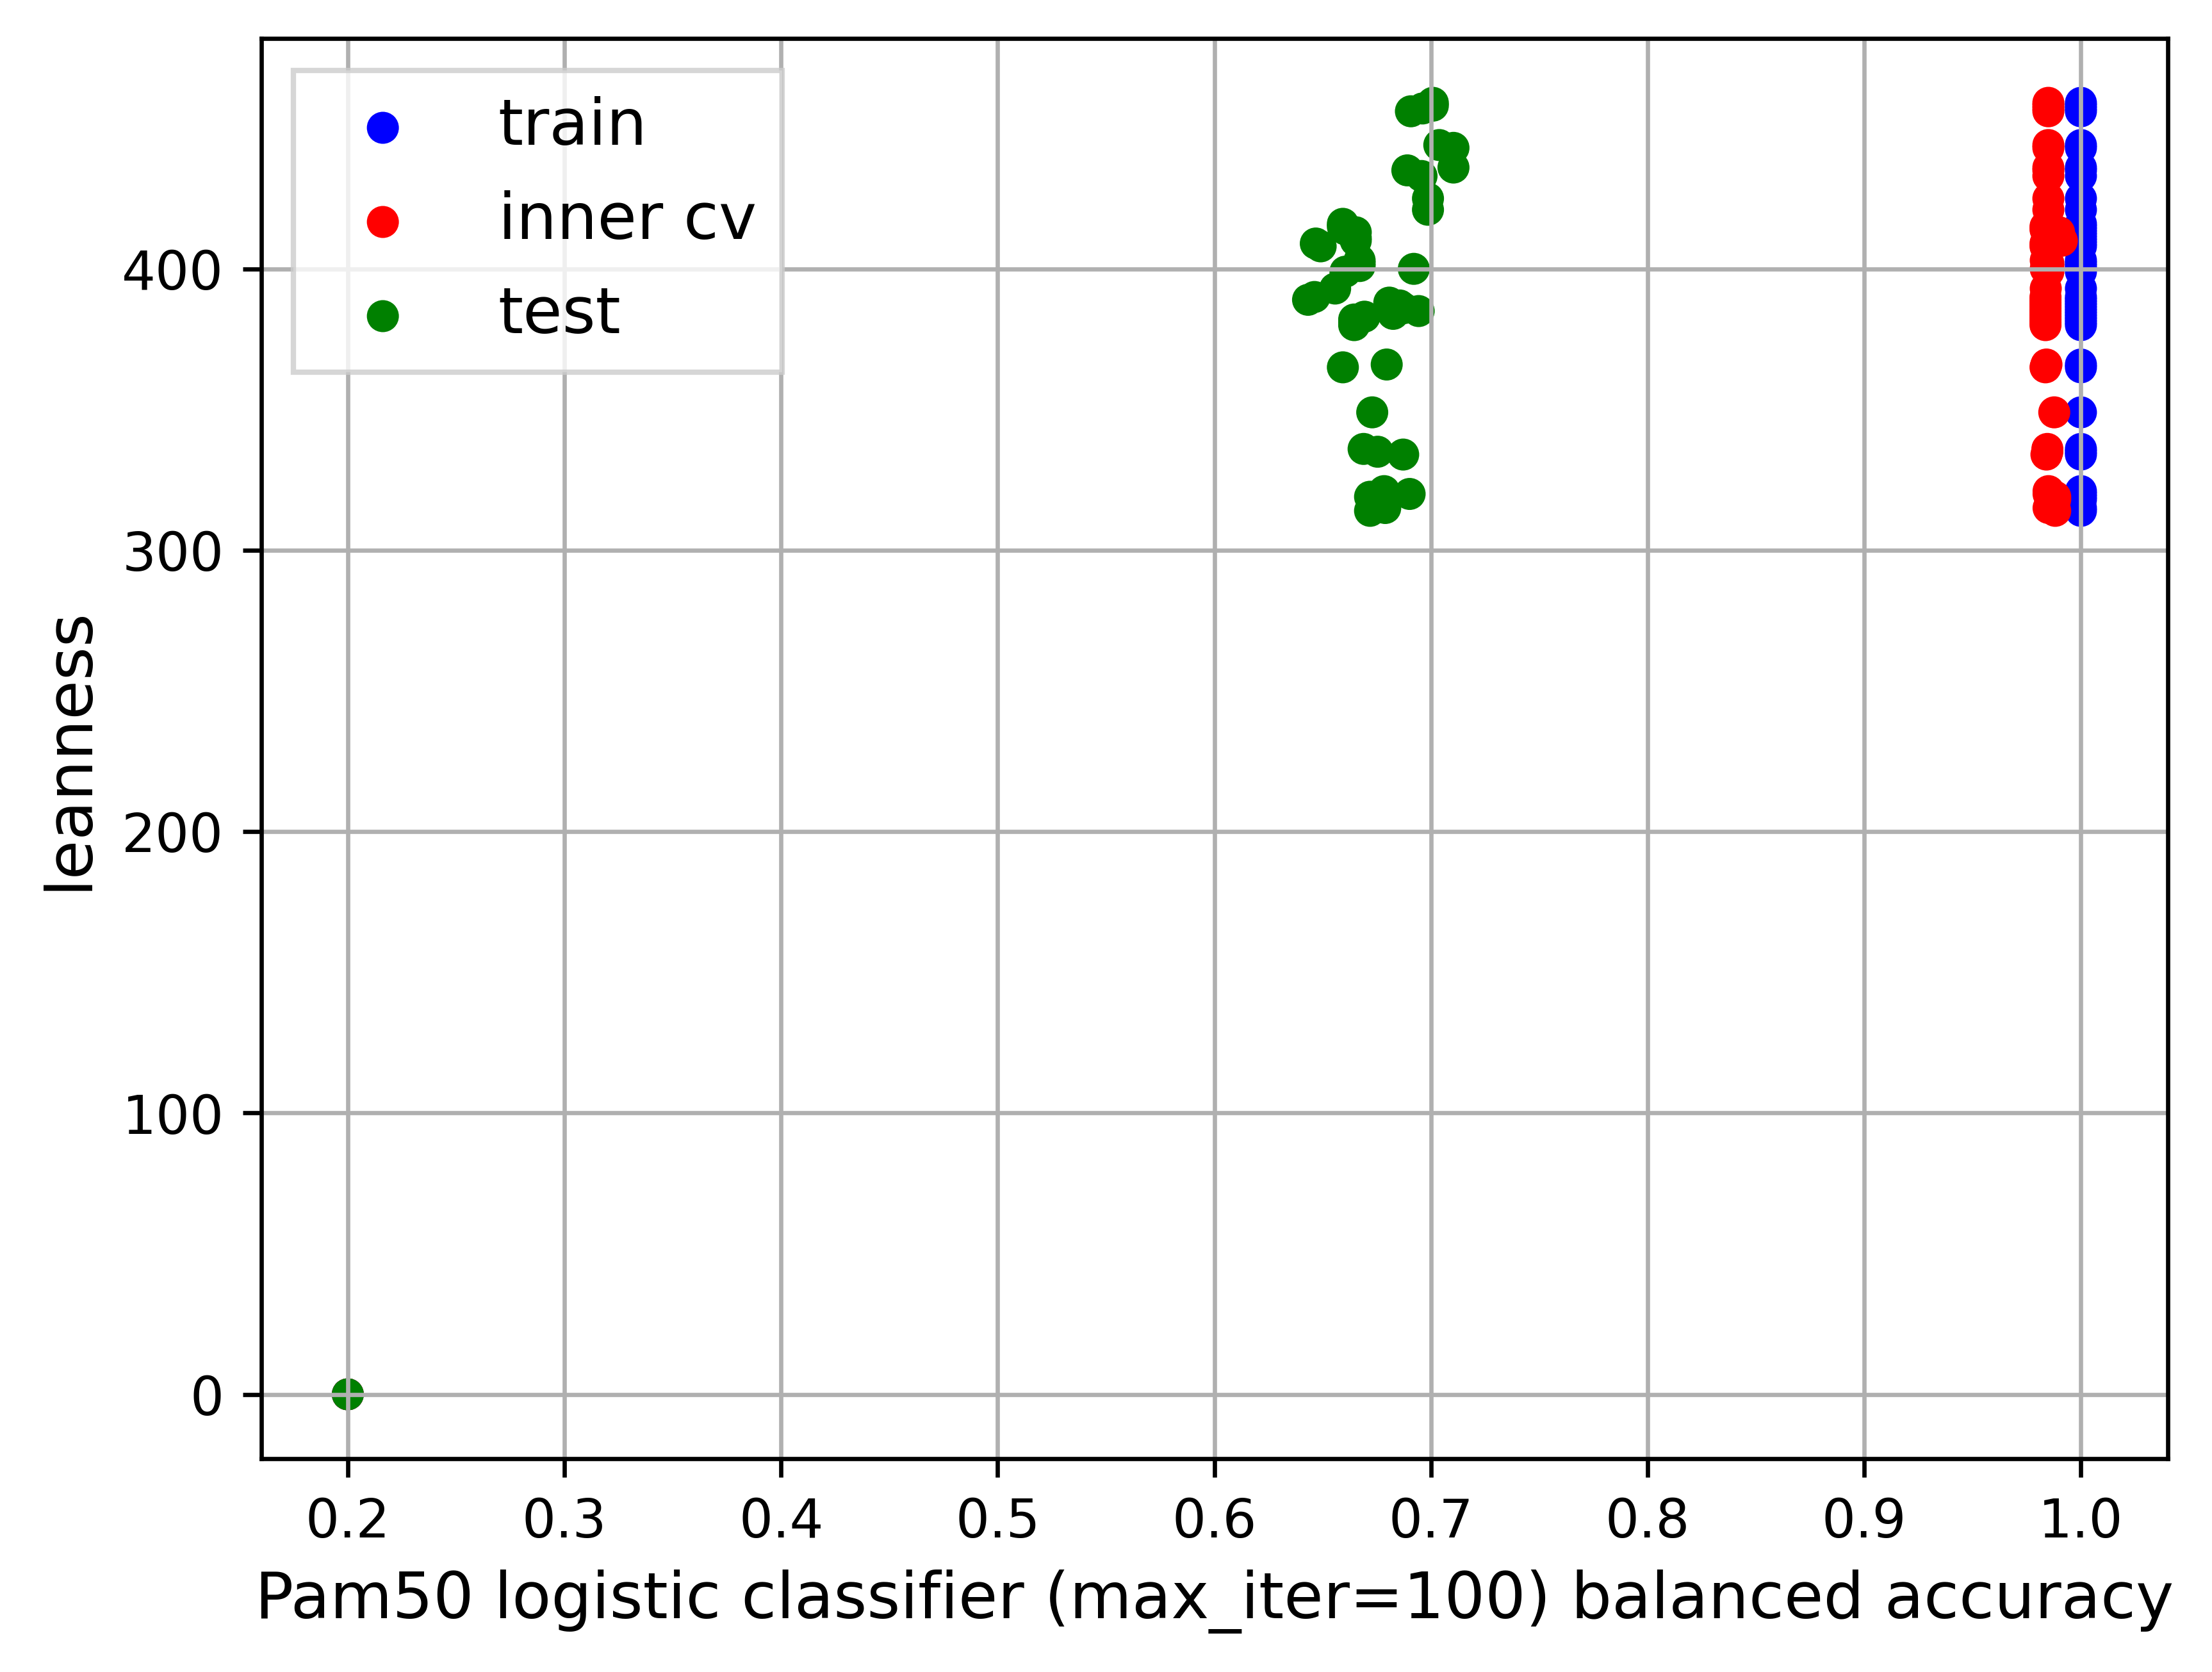 train
inner cv
test
400
300
200
100
0
leanness
0.2 0.3 0.4 0.5 0.6 0.7 0.8 0.9 1.0
Pam50 logistic classifier (max_iter=100) balanced accuracy